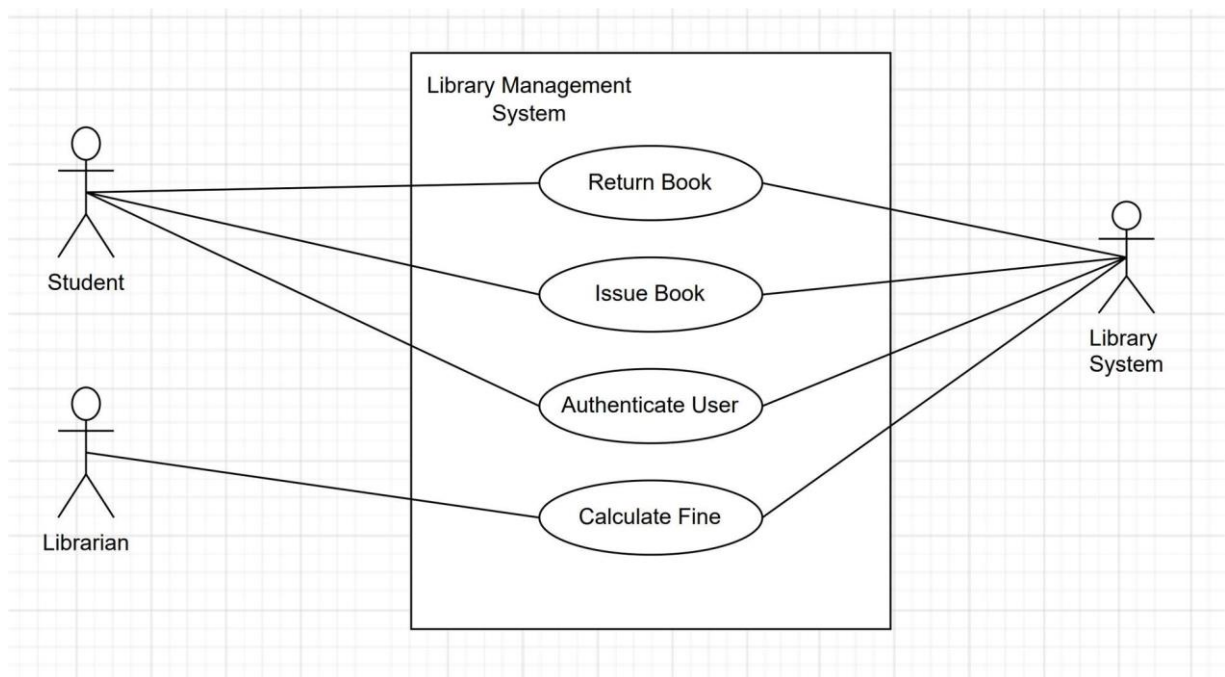 Library Management
System
Return Book
Student
Issue Book
Library
System
Authenticate User
Calculate Fine
Librarian